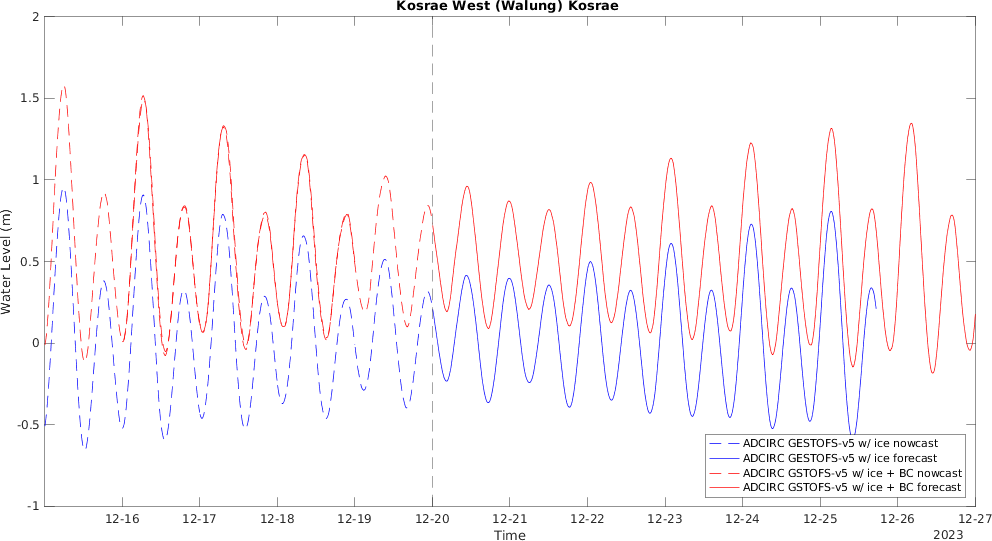 Kosrae West (Walung) Kosrae
2
1.5
1
0.5
0
-0.5
-1
Water Level (m)
12-16
12-17
12-18
12-19
12-20
12-21
12-22
12-23
12-24
12-25
12-26
12-27
Time
2023
ADCIRC GESTOFS-v5 w/ ice nowcast
ADCIRC GESTOFS-v5 w/ ice forecast
ADCIRC GSTOFS-v5 w/ ice + BC nowcast
ADCIRC GSTOFS-v5 w/ ice + BC forecast